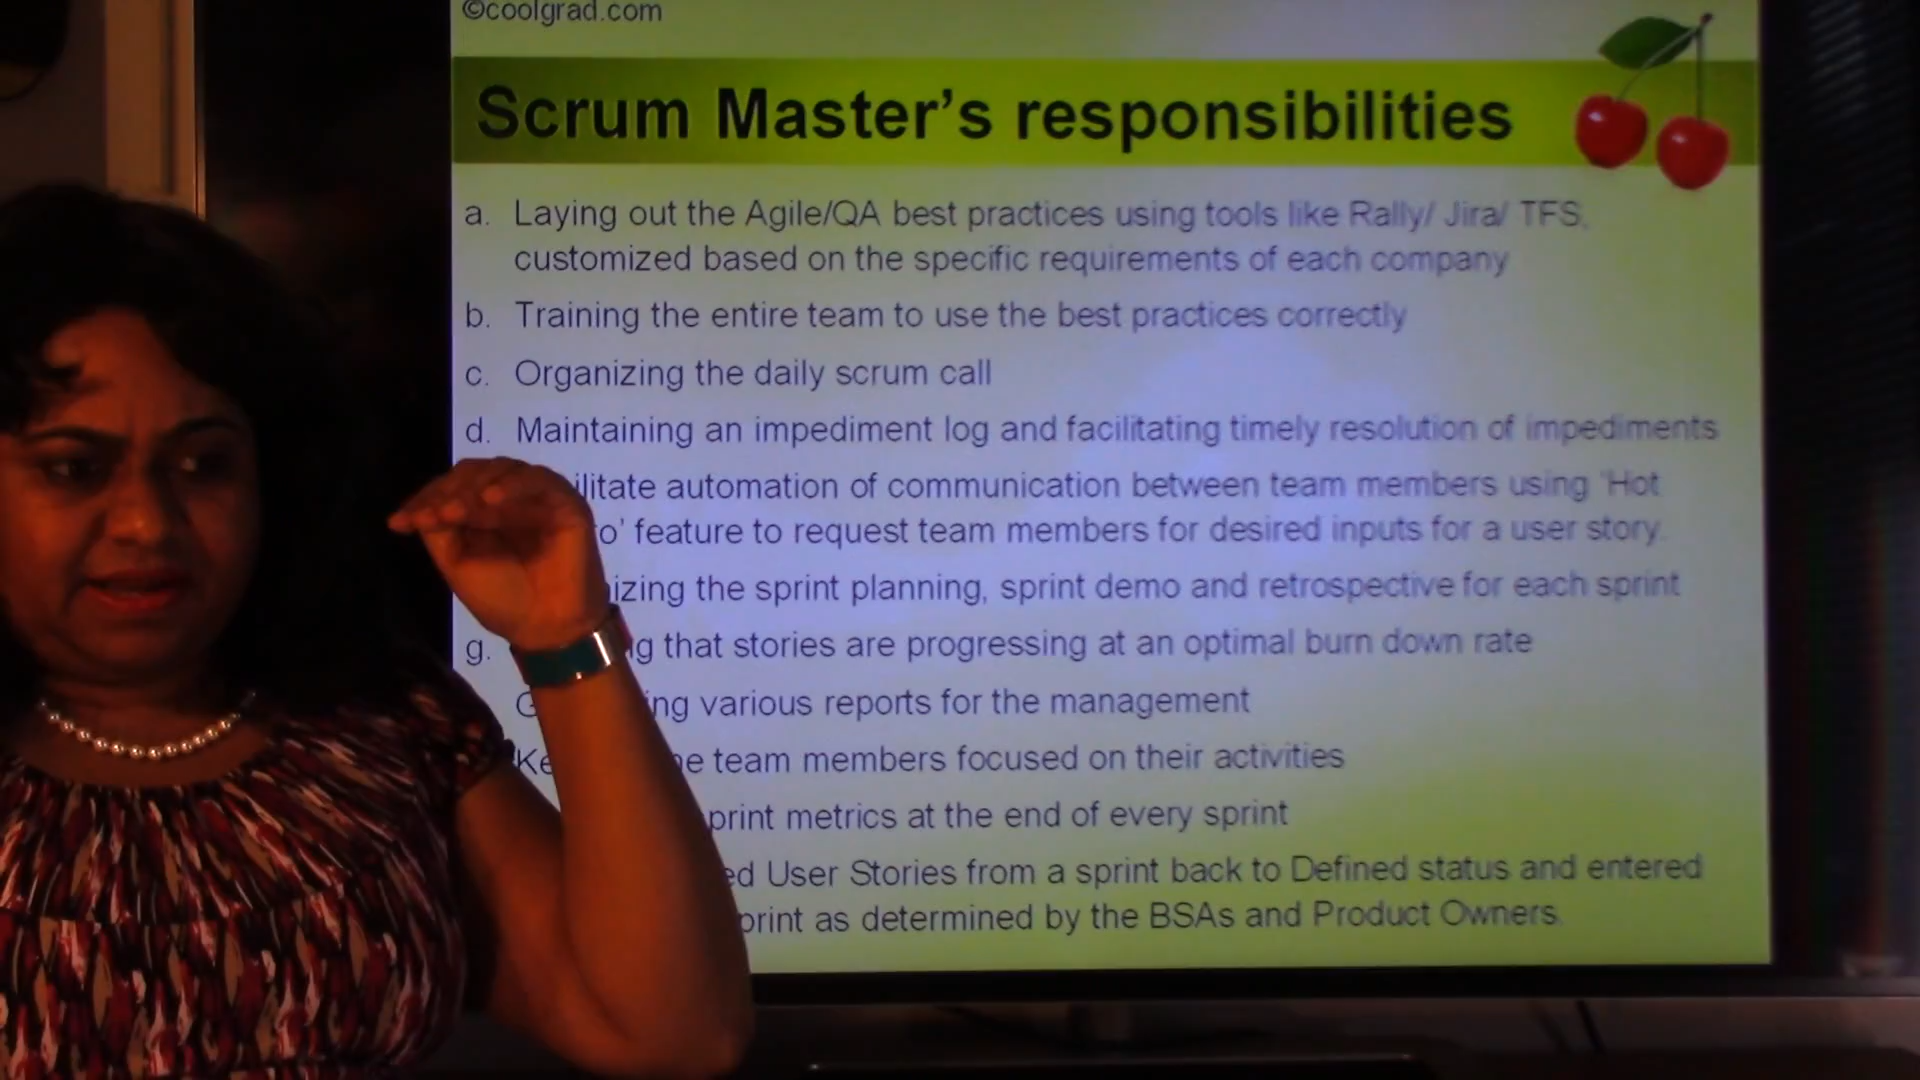 ©coolgrad.com
Scrum Master’s responsibilities
a. Laying out the Agile/QA best practices using tools like Rally/ Jira/ TFS,
customized based on the specific requirements of each company
b. Training the entire team to use the best practices correctly
c. Organizing the daily scrum call
d. Maintaining an impediment log and facilitating timely resolution of impediments
automation of communication between team members using 'Hot
feature to request team members for desired inputs for a user story.
the sprint planning, sprint demo and retrospective for each sprint
g. that stories are progressing at an optimal burn down rate
various reports for the management
team members focused on their activities
metrics at the end of every sprint
User Stories from a sprint back to Defined status and entered
as determined by the BSAs and Product Owners.